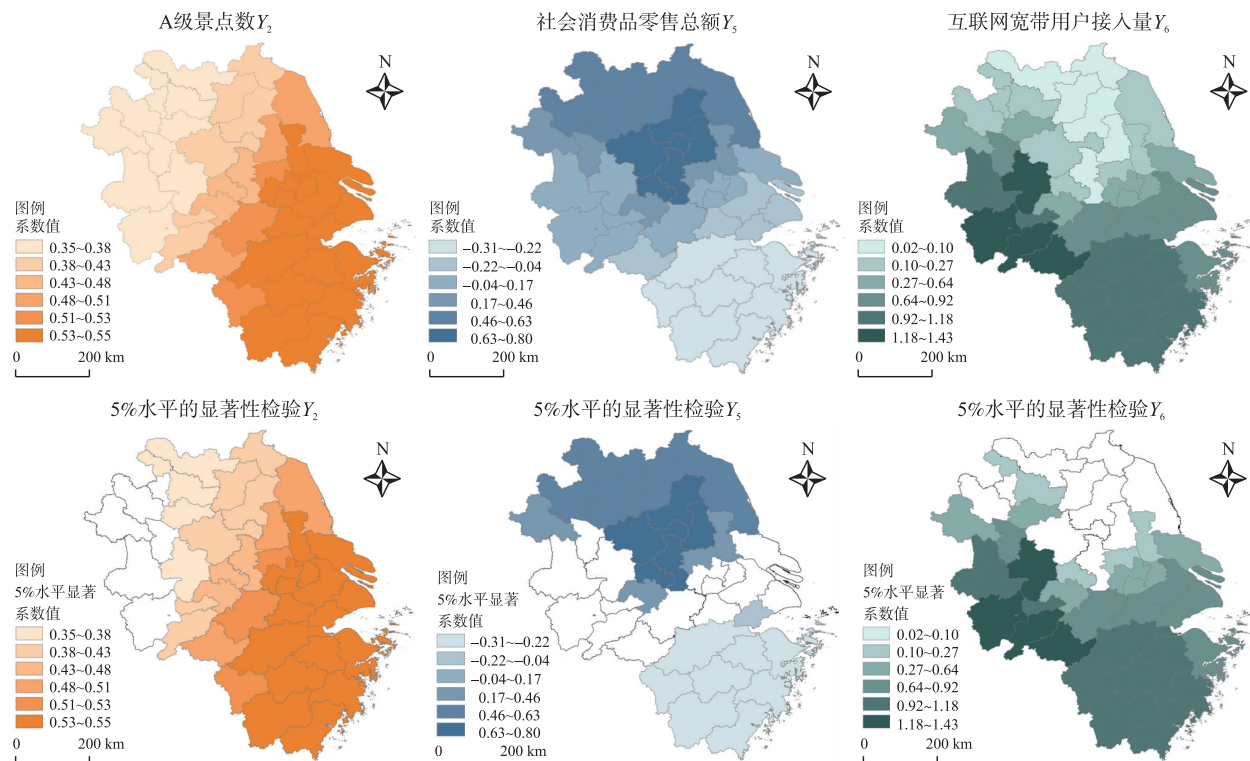 A级景点数Y₂
N
图例
系数值
0.35~0.38
0.38~0.43
0.43~0.48
0.48~0.51
0.51~0.53
0.53~0.55
0 200 km
社会消费品零售总额Y₅
N
图例
系数值
−0.31~−0.22
−0.22~−0.04
−0.04~0.17
0.17~0.46
0.46~0.63
0.63~0.80
0 200 km
互联网宽带用户接入量Y₆
N
图例
系数值
0.02~0.10
0.10~0.27
0.27~0.64
0.64~0.92
0.92~1.18
1.18~1.43
0 200 km
5%水平的显著性检验Y₂
N
图例
5%水平显著
系数值
0.35~0.38
0.38~0.43
0.43~0.48
0.48~0.51
0.51~0.53
0.53~0.55
0 200 km
5%水平的显著性检验Y₅
N
图例
5%水平显著
系数值
−0.31~−0.22
−0.22~−0.04
−0.04~0.17
0.17~0.46
0.46~0.63
0.63~0.80
0 200 km
5%水平的显著性检验Y₆
N
图例
5%水平显著
系数值
0.02~0.10
0.10~0.27
0.27~0.64
0.64~0.92
0.92~1.18
1.18~1.43
0 200 km